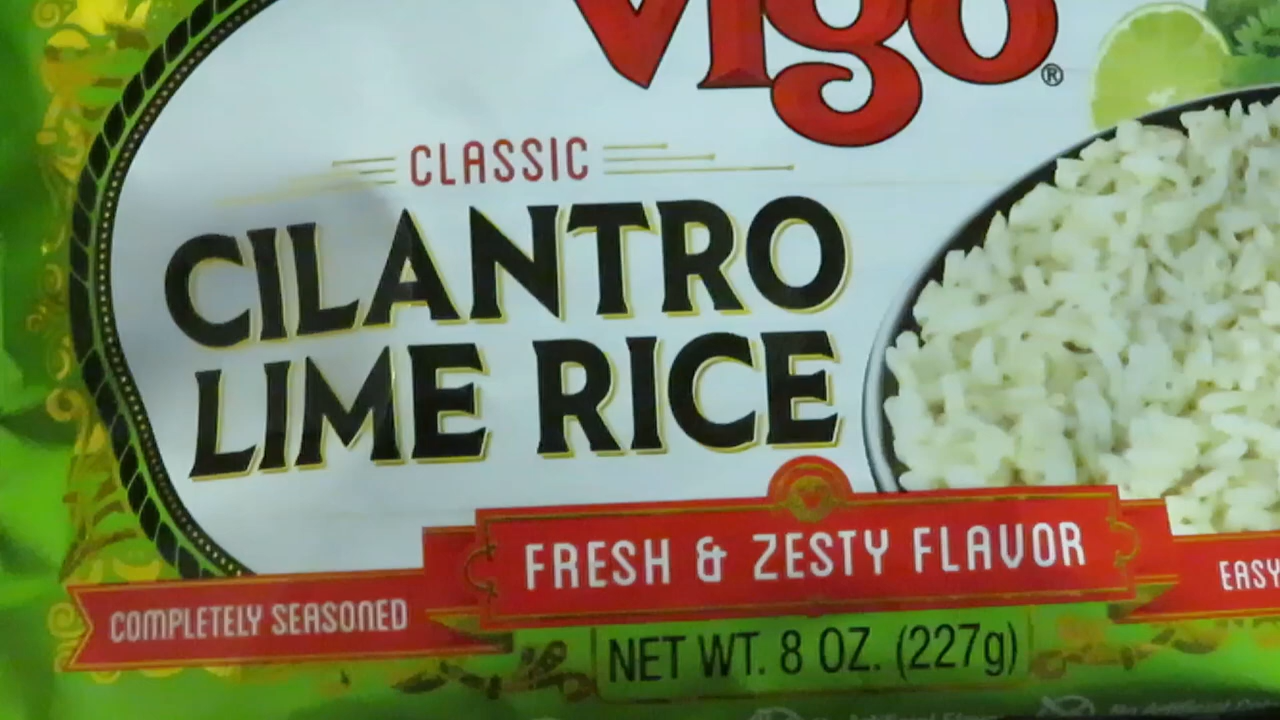 Vigo®
CLASSIC
CILANTRO
LIME RICE
FRESH & ZESTY FLAVOR
COMPLETELY SEASONED
EASY
NET WT. 8 OZ. (227g)